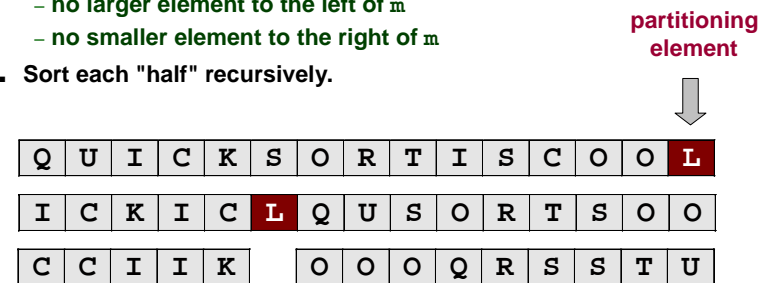 – no larger element to the left of m
– no smaller element to the right of m
Sort each "half" recursively.
partitioning
element
Q U I C K S O R T I S C O O L
I C K I C L Q U S O R T S O O
C C I I K O O O Q R S S T U